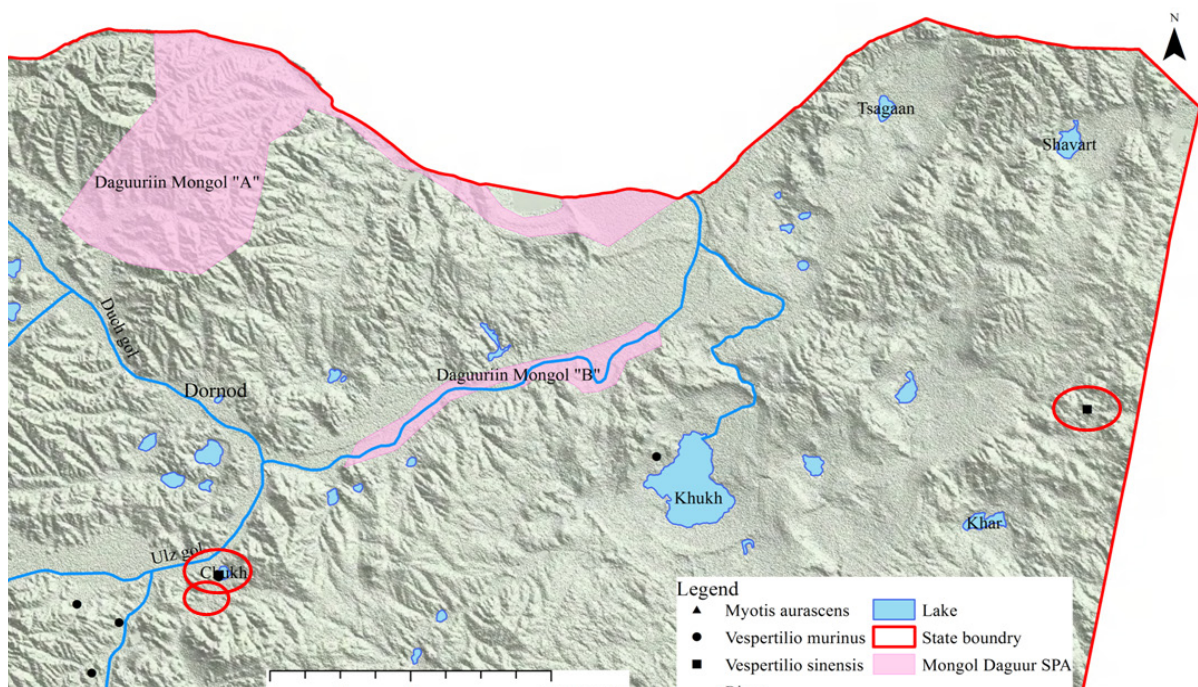 N
Tsagaan
Shavart
Daguuriin Mongol "A"
Duch gol
Daguuriin Mongol "B"
Dornod
Khukh
Khar
Ulz gol
Chukh
Legend
Myotis aurascens
Lake
Vespertilio murinus
State boundry
Vespertilio sinensis
Mongol Daguur SPA